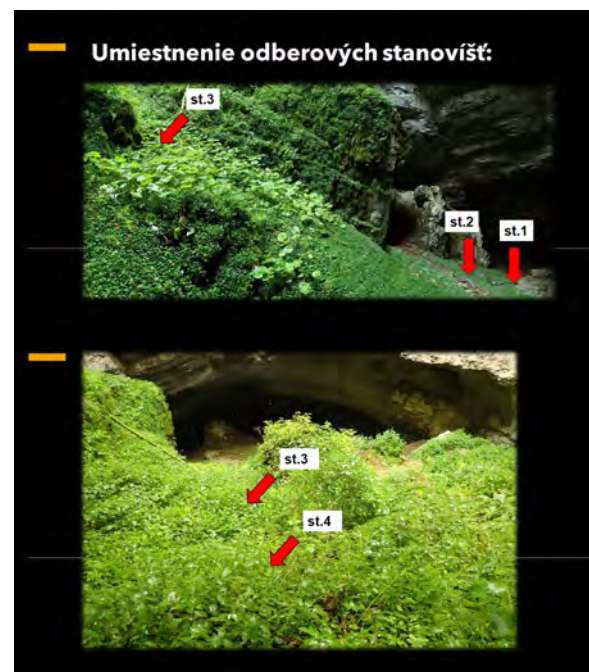 Umiestnenie odberových stanovíšť:
st.3
st.2
st.1
st.3
st.4